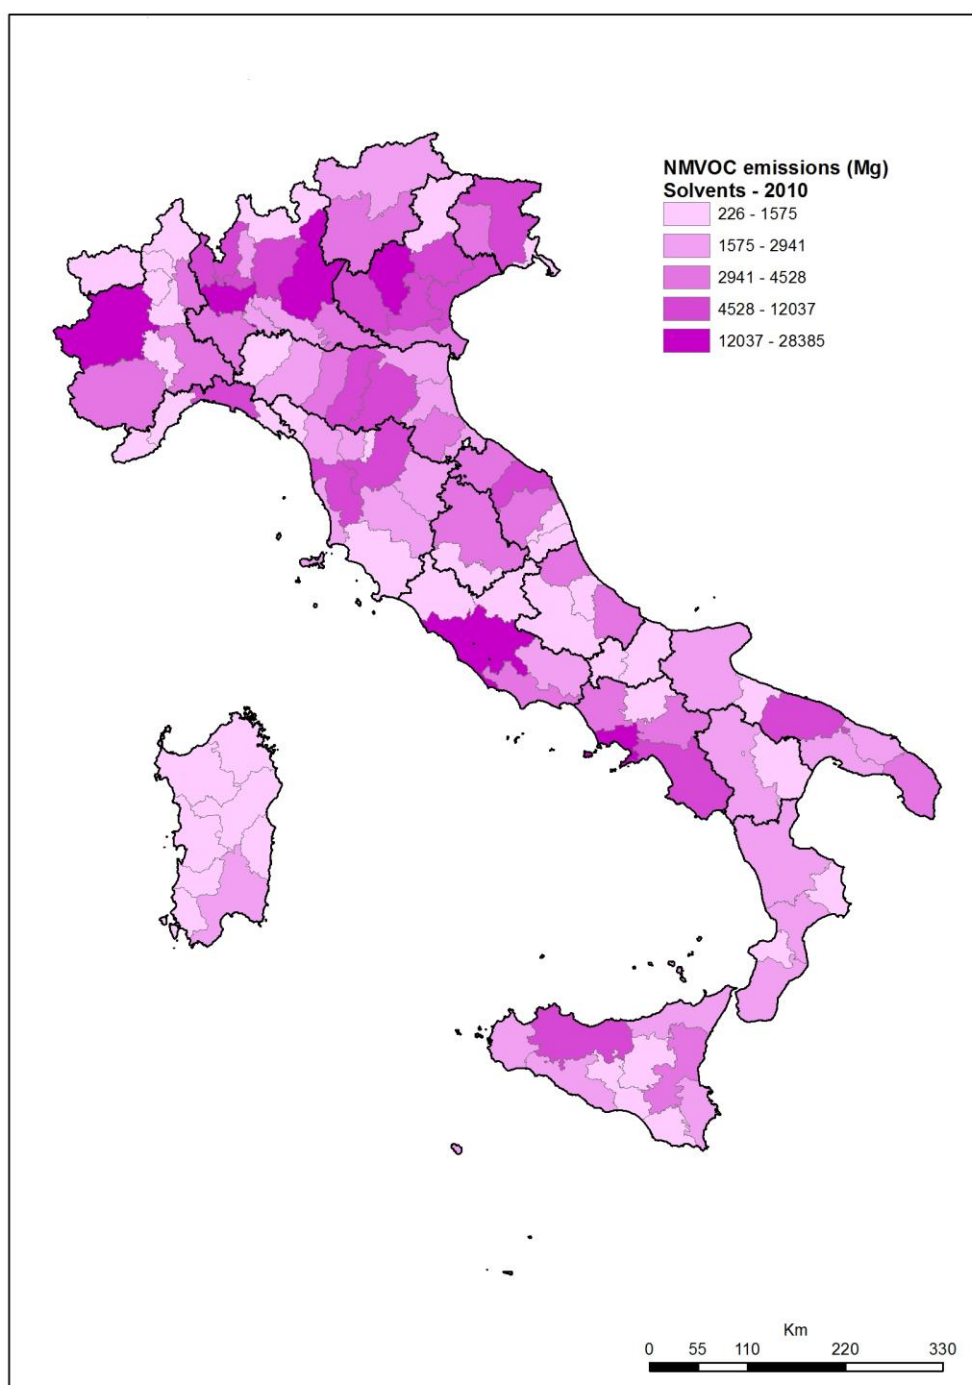 NMVOC emissions (Mg)
Solvents - 2010
226 - 1575
1575 - 2941
2941 - 4528
4528 - 12037
12037 - 28385
Km
0 55 110 220 330